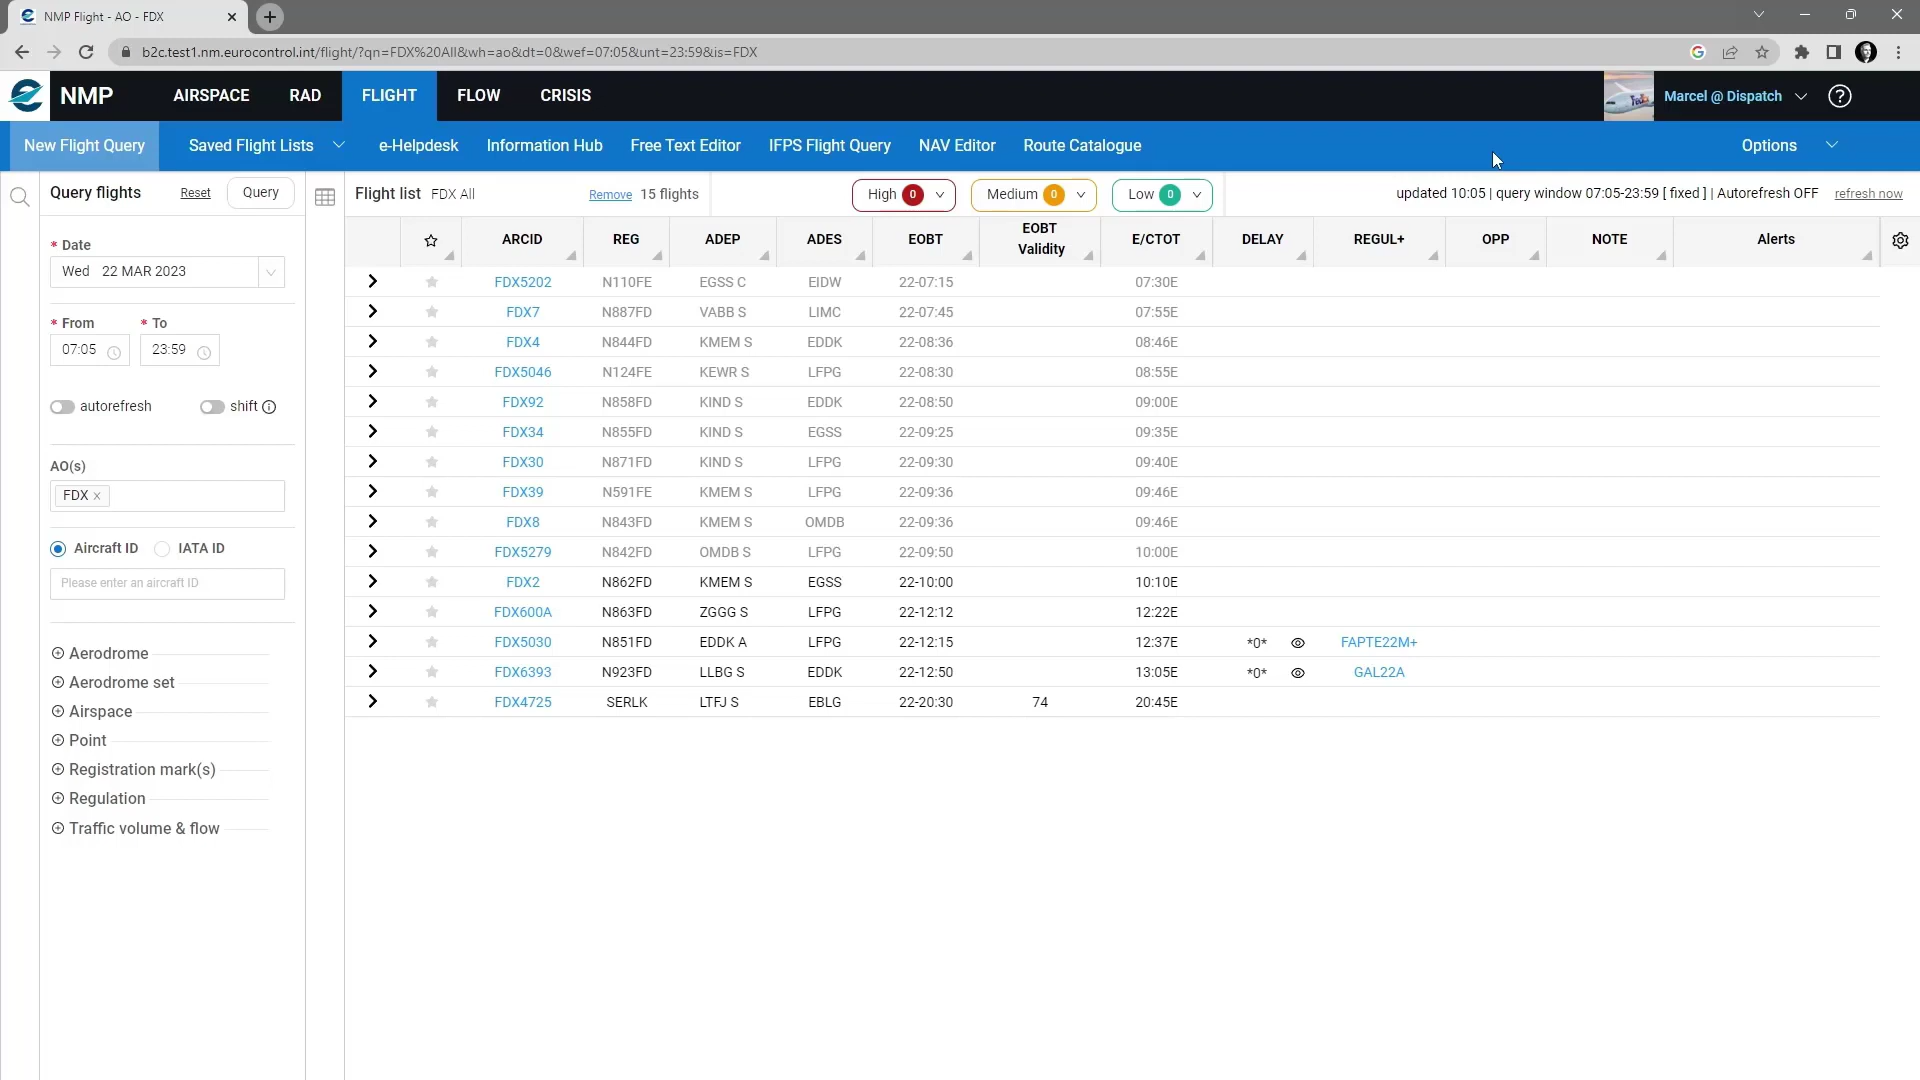 NMP Flight - AO - FDX
b2c.test1.nm.eurocontrol.int/flight/?qn=FDX%20All&wh=ao&dt=0&wef=07:05&unt=23:59&is=FDX
NMP AIRSPACE RAD FLIGHT FLOW CRISIS FedEx Marcel @ Dispatch
New Flight Query Saved Flight Lists e-Helpdesk Information Hub Free Text Editor IFPS Flight Query NAV Editor Route Catalogue Options
Query flights Reset Query
Flight list FDX All Remove 15 flights High 0 Medium 0 Low 0 updated 10:05 | query window 07:05-23:59 [ fixed ] | Autorefresh OFF refresh now
* Date
Wed 22 MAR 2023
* From * To
07:05 23:59
autorefresh shift
AO(s)
FDX ×
Aircraft ID IATA ID
Please enter an aircraft ID
Aerodrome
Aerodrome set
Airspace
Point
Registration mark(s)
Regulation
Traffic volume & flow
ARCID REG ADEP ADES EOBT EOBT Validity E/CTOT DELAY REGUL+ OPP NOTE Alerts
FDX5202 N110FE EGSS C EIDW 22-07:15 07:30E
FDX7 N887FD VABB S LIMC 22-07:45 07:55E
FDX4 N844FD KMEM S EDDK 22-08:36 08:46E
FDX5046 N124FE KEWR S LFPG 22-08:30 08:55E
FDX92 N858FD KIND S EDDK 22-08:50 09:00E
FDX34 N855FD KIND S EGSS 22-09:25 09:35E
FDX30 N871FD KIND S LFPG 22-09:30 09:40E
FDX39 N591FE KMEM S LFPG 22-09:36 09:46E
FDX8 N843FD KMEM S OMDB 22-09:36 09:46E
FDX5279 N842FD OMDB S LFPG 22-09:50 10:00E
FDX2 N862FD KMEM S EGSS 22-10:00 10:10E
FDX600A N863FD ZGGG S LFPG 22-12:12 12:22E
FDX5030 N851FD EDDK A LFPG 22-12:15 12:37E *0* FAPTE22M+
FDX6393 N923FD LLBG S EDDK 22-12:50 13:05E *0* GAL22A
FDX4725 SERLK LTFJ S EBLG 22-20:30 74 20:45E